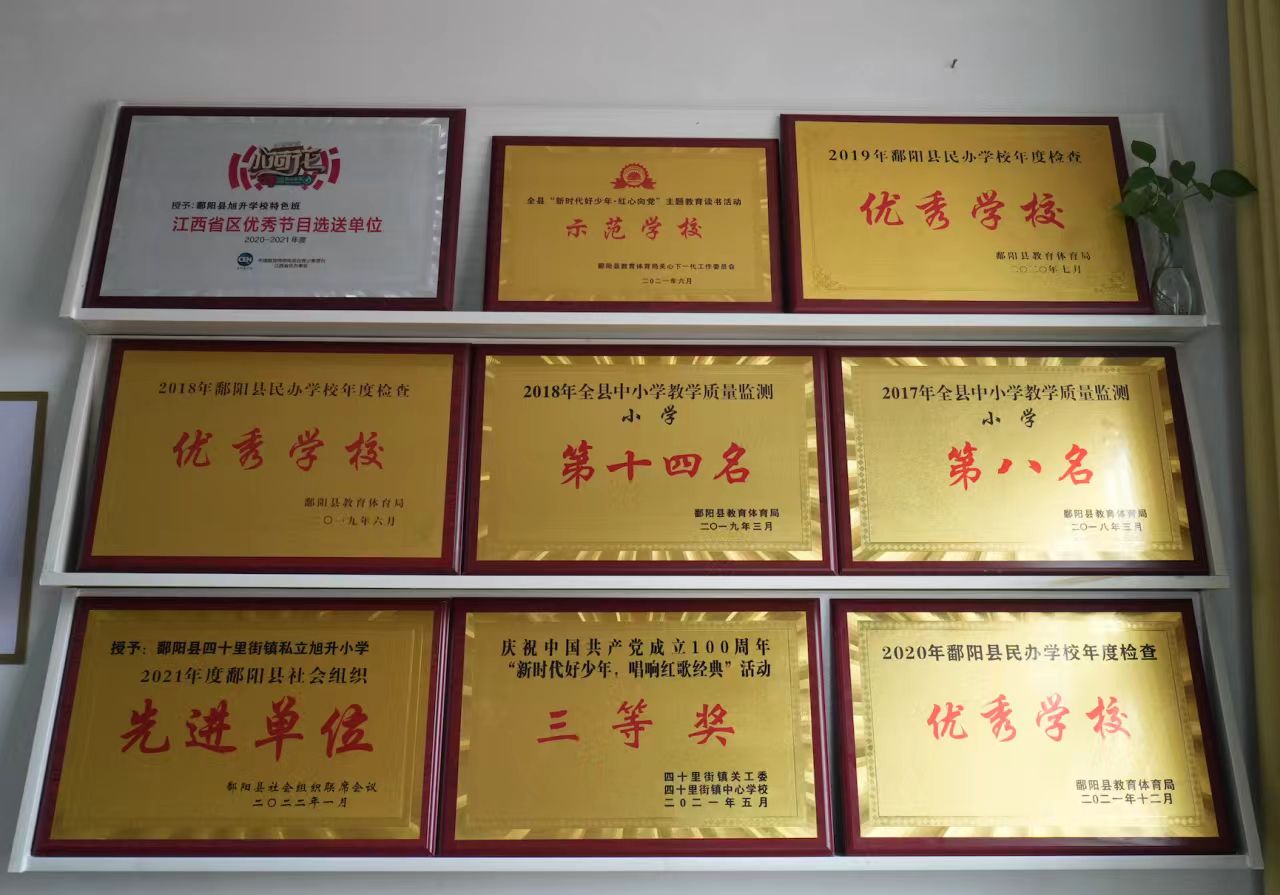 小荷花
授予：鄱阳县旭升学校特色班
江西省区优秀节目选送单位
2020-2021年度
CEN
全县“新时代好少年·红心向党”主题教育读书活动
示范学校
鄱阳县教育体育局关心下一代工作委员会
二〇二一年六月
2019年鄱阳县民办学校年度检查
优秀学校
鄱阳县教育体育局
二〇二〇年七月
2018年鄱阳县民办学校年度检查
优秀学校
鄱阳县教育体育局
二〇一九年六月
2018年全县中小学教学质量监测
小学
第十四名
鄱阳县教育体育局
二〇一九年三月
2017年全县中小学教学质量监测
小学
第八名
鄱阳县教育体育局
二〇一八年三月
授予：鄱阳县四十里街镇私立旭升小学
2021年度鄱阳县社会组织
先进单位
鄱阳县社会组织联席会议
二〇二二年一月
庆祝中国共产党成立100周年
“新时代好少年，唱响红歌经典”活动
三等奖
四十里街镇关工委
四十里街镇中心学校
二〇二一年五月
2020年鄱阳县民办学校年度检查
优秀学校
鄱阳县教育体育局
二〇二一年十二月